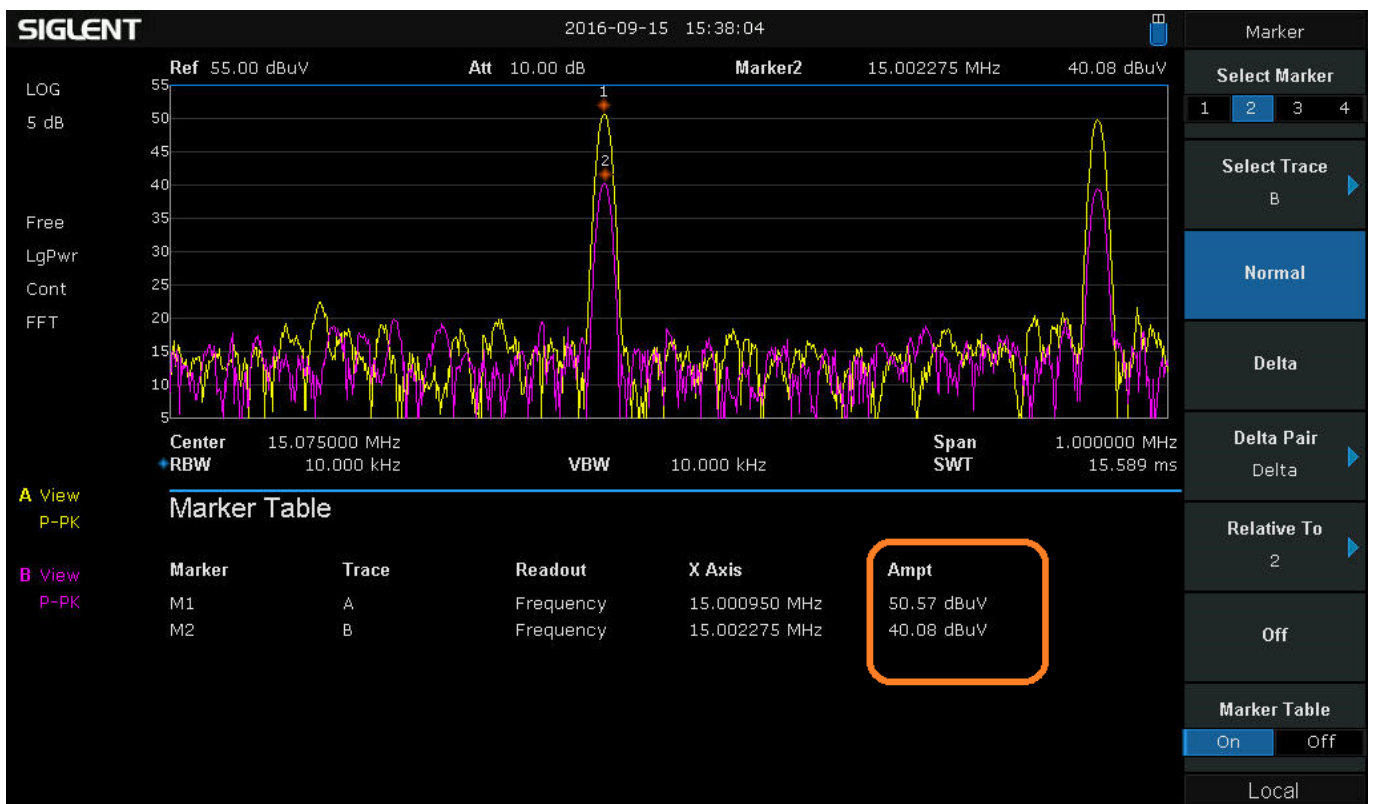 SIGLENT 2016-09-15 15:38:04
Ref 55.00 dBuV Att 10.00 dB Marker2 15.002275 MHz 40.08 dBuV
LOG
5 dB
Free
LgPwr
Cont
FFT
55
50
45
40
35
30
25
20
15
10
5
1
2
Center 15.075000 MHz Span 1.000000 MHz
RBW 10.000 kHz VBW 10.000 kHz SWT 15.589 ms
A View
P-PK
B View
P-PK
Marker Table
Marker Trace Readout X Axis Ampt
M1 A Frequency 15.000950 MHz 50.57 dBuV
M2 B Frequency 15.002275 MHz 40.08 dBuV
Marker
Select Marker
1 2 3 4
Select Trace
B
Normal
Delta
Delta Pair
Delta
Relative To
2
Off
Marker Table
On Off
Local